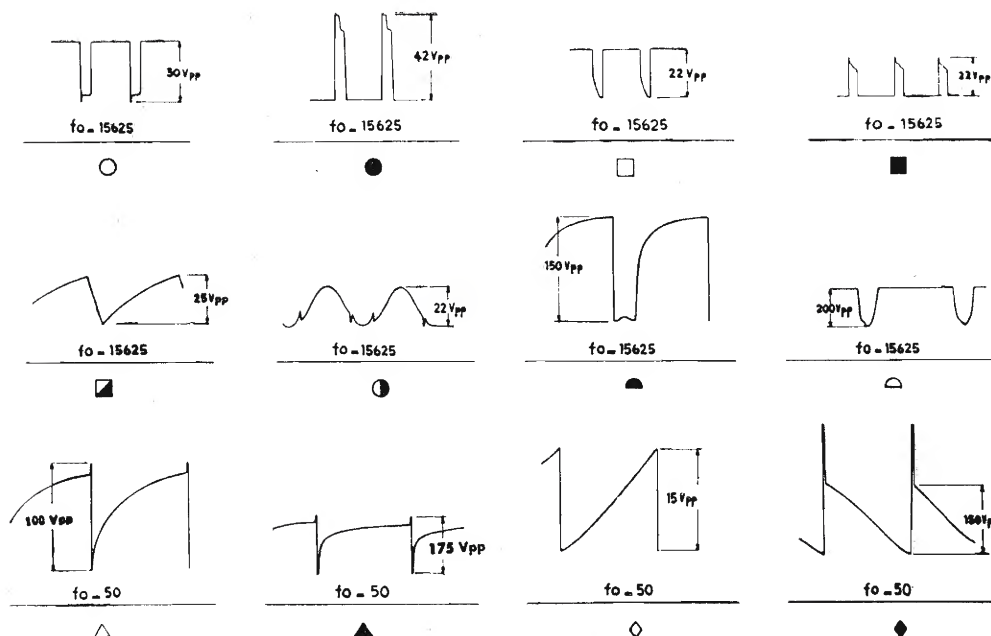 30 Vpp
42 Vpp
22 Vpp
22 Vpp
fo = 15625
fo = 15625
fo = 15625
fo = 15625
25 Vpp
22 Vpp
150 Vpp
200 Vpp
fo = 15625
fo = 15625
fo = 15625
fo = 15625
100 Vpp
175 Vpp
15 Vpp
fo = 50
fo = 50
fo = 50
fo = 50